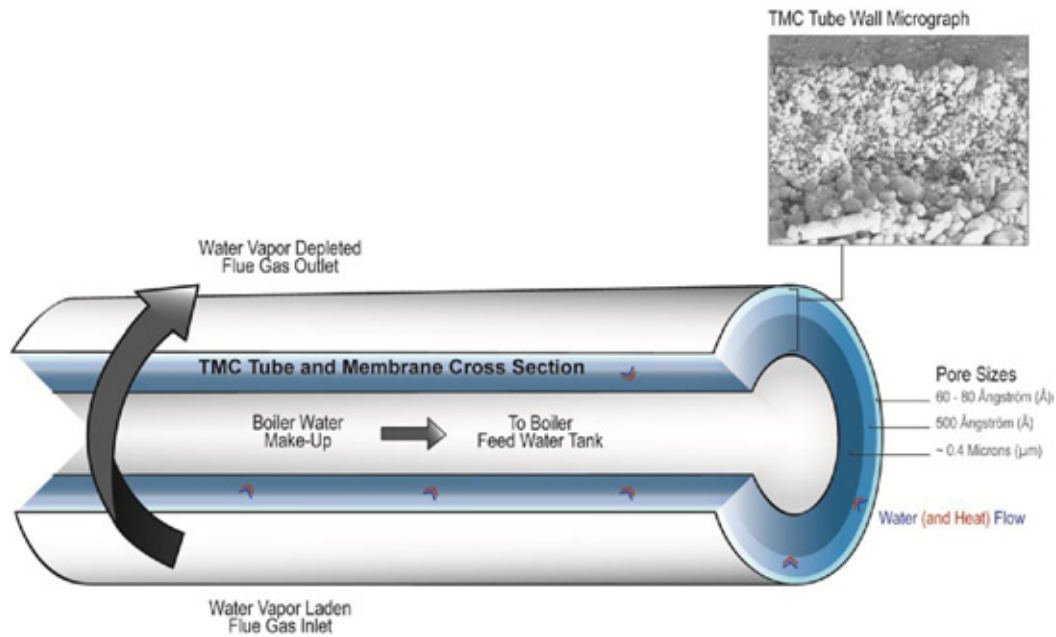 TMC Tube Wall Micrograph
Water Vapor Depleted
Flue Gas Outlet
TMC Tube and Membrane Cross Section
Boiler Water
Make-Up
To Boiler
Feed Water Tank
Pore Sizes
60 - 80 Ångström (Å)
500 Ångström (Å)
~ 0.4 Microns (µm)
Water (and Heat) Flow
Water Vapor Laden
Flue Gas Inlet